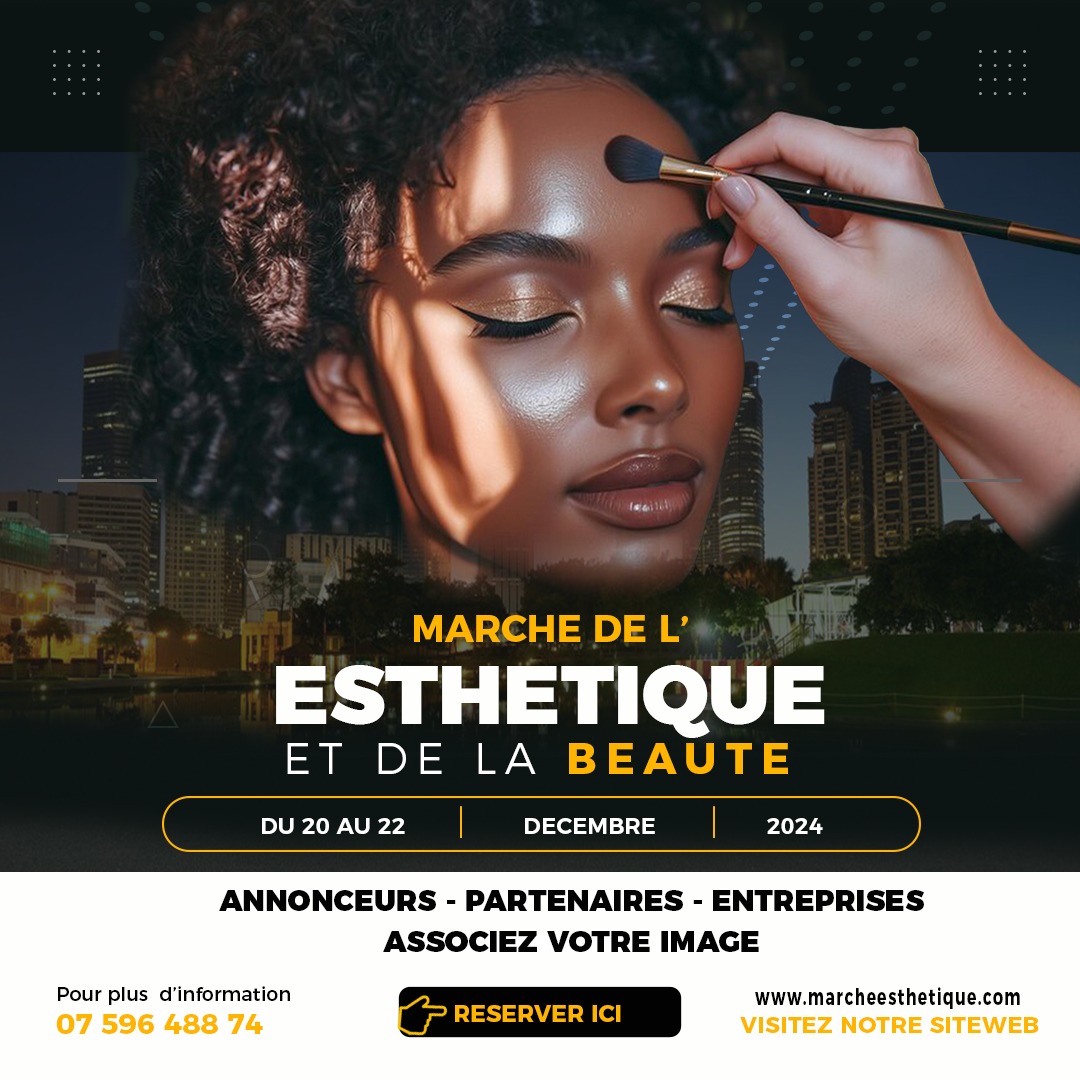 MARCHE DE L’
ESTHETIQUE
ET DE LA BEAUTE
DU 20 AU 22 DECEMBRE 2024
ANNONCEURS - PARTENAIRES - ENTREPRISES
ASSOCIEZ VOTRE IMAGE
Pour plus d’information
07 596 488 74
RESERVER ICI
www.marcheesthetique.com
VISITEZ NOTRE SITEWEB